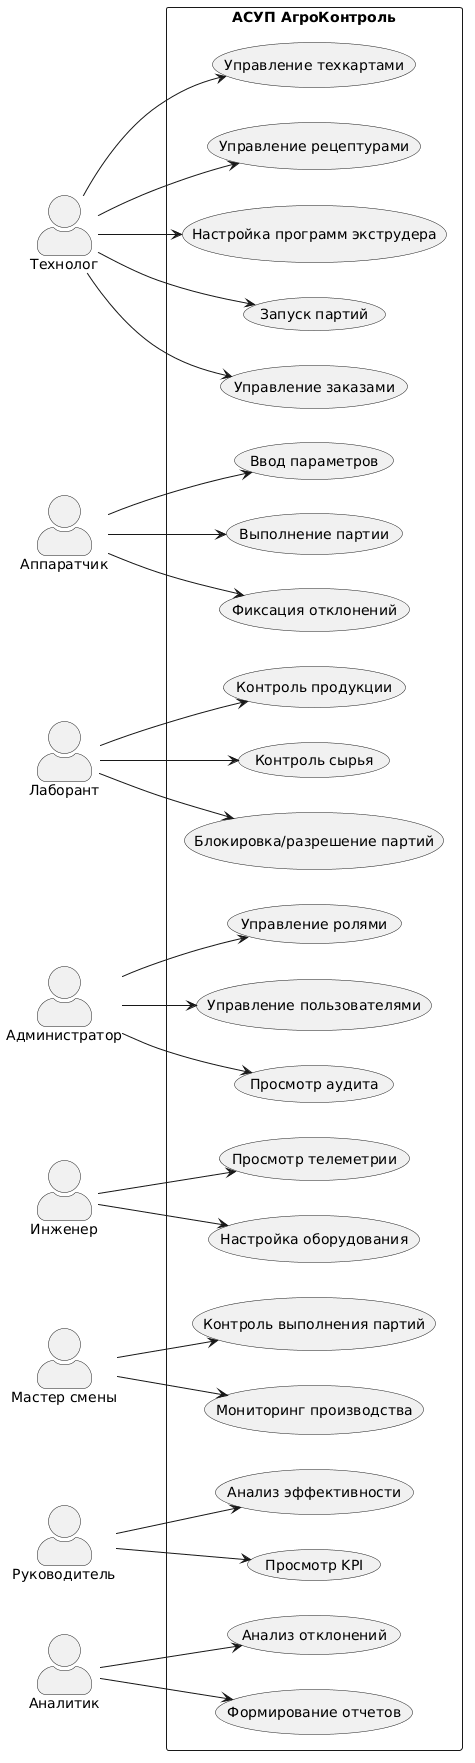 АСУП АгроКонтроль
Управление техкартами
Управление рецептурами
Настройка программ экструдера
Технолог
Запуск партий
Управление заказами
Ввод параметров
Выполнение партии
Аппаратчик
Фиксация отклонений
Контроль продукции
Контроль сырья
Лаборант
Блокировка/разрешение партий
Управление ролями
Управление пользователями
Администратор
Просмотр аудита
Просмотр телеметрии
Инженер
Настройка оборудования
Контроль выполнения партий
Мастер смены
Мониторинг производства
Анализ эффективности
Просмотр KPI
Руководитель
Анализ отклонений
Аналитик
Формирование отчетов